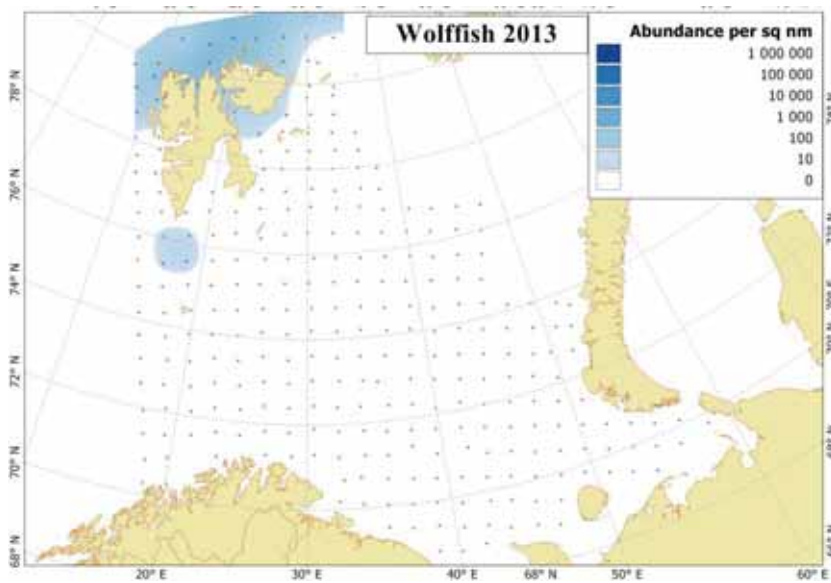 Wolffish 2013
Abundance per sq nm
1 000 000
100 000
10 000
1 000
100
10
0
78° N
76° N
74° N
72° N
70° N
68° N
20° E
30° E
40° E
68° N
50° E
60° E